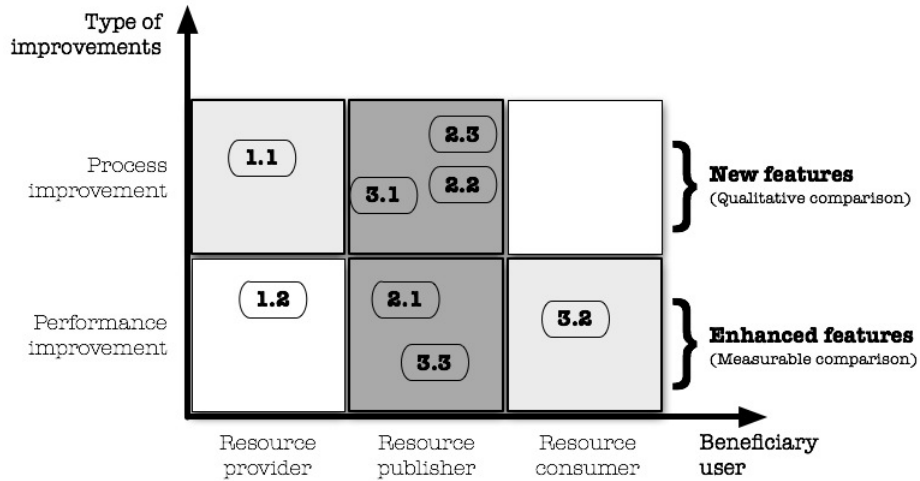 Type of
improvements
Process
improvement
1.1
2.3
2.2
3.1
New features
(Qualitative comparison)
Performance
improvement
1.2
2.1
3.3
3.2
Enhanced features
(Measurable comparison)
Resource
provider
Resource
publisher
Resource
consumer
Beneficiary
user